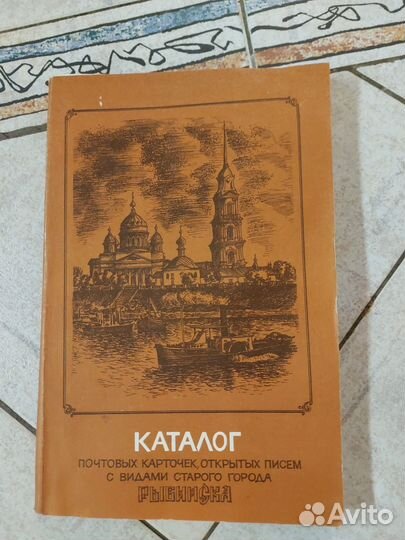 КАТАЛОГ
ПОЧТОВЫХ КАРТОЧЕК, ОТКРЫТЫХ ПИСЕМ
С ВИДАМИ СТАРОГО ГОРОДА
РЫБИНСКА
Avito